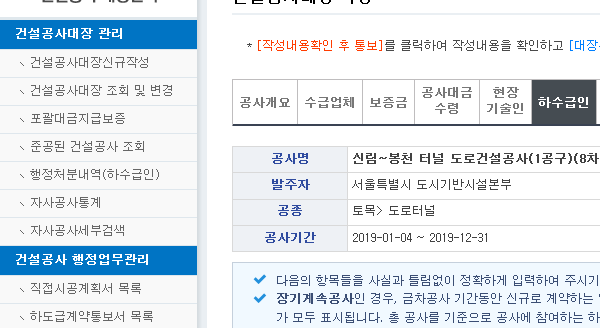 건설공사대장 관리
건설공사대장신규작성
건설공사대장 조회 및 변경
포괄대금지급보증
준공된 건설공사 조회
행정처분내역(하수급인)
자사공사통계
자사공사세부검색
건설공사 행정업무관리
직접시공계획서 목록
하도급계약통보서 목록
* [작성내용확인 후 통보]를 클릭하여 작성내용을 확인하고 [대장
공사개요
수급업체
보증금
공사대금
수령
현장
기술인
하수급인
공사명 신림~봉천 터널 도로건설공사(1공구)(8차
발주자 서울특별시 도시기반시설본부
공종 토목> 도로터널
공사기간 2019-01-04 ~ 2019-12-31
다음의 항목들을 사실과 틀림없이 정확하게 입력하여 주시기
장기계속공사인 경우, 금차공사 기간동안 신규로 계약하는
가 모두 표시됩니다. 총 공사를 기준으로 공사에 참여하는 하